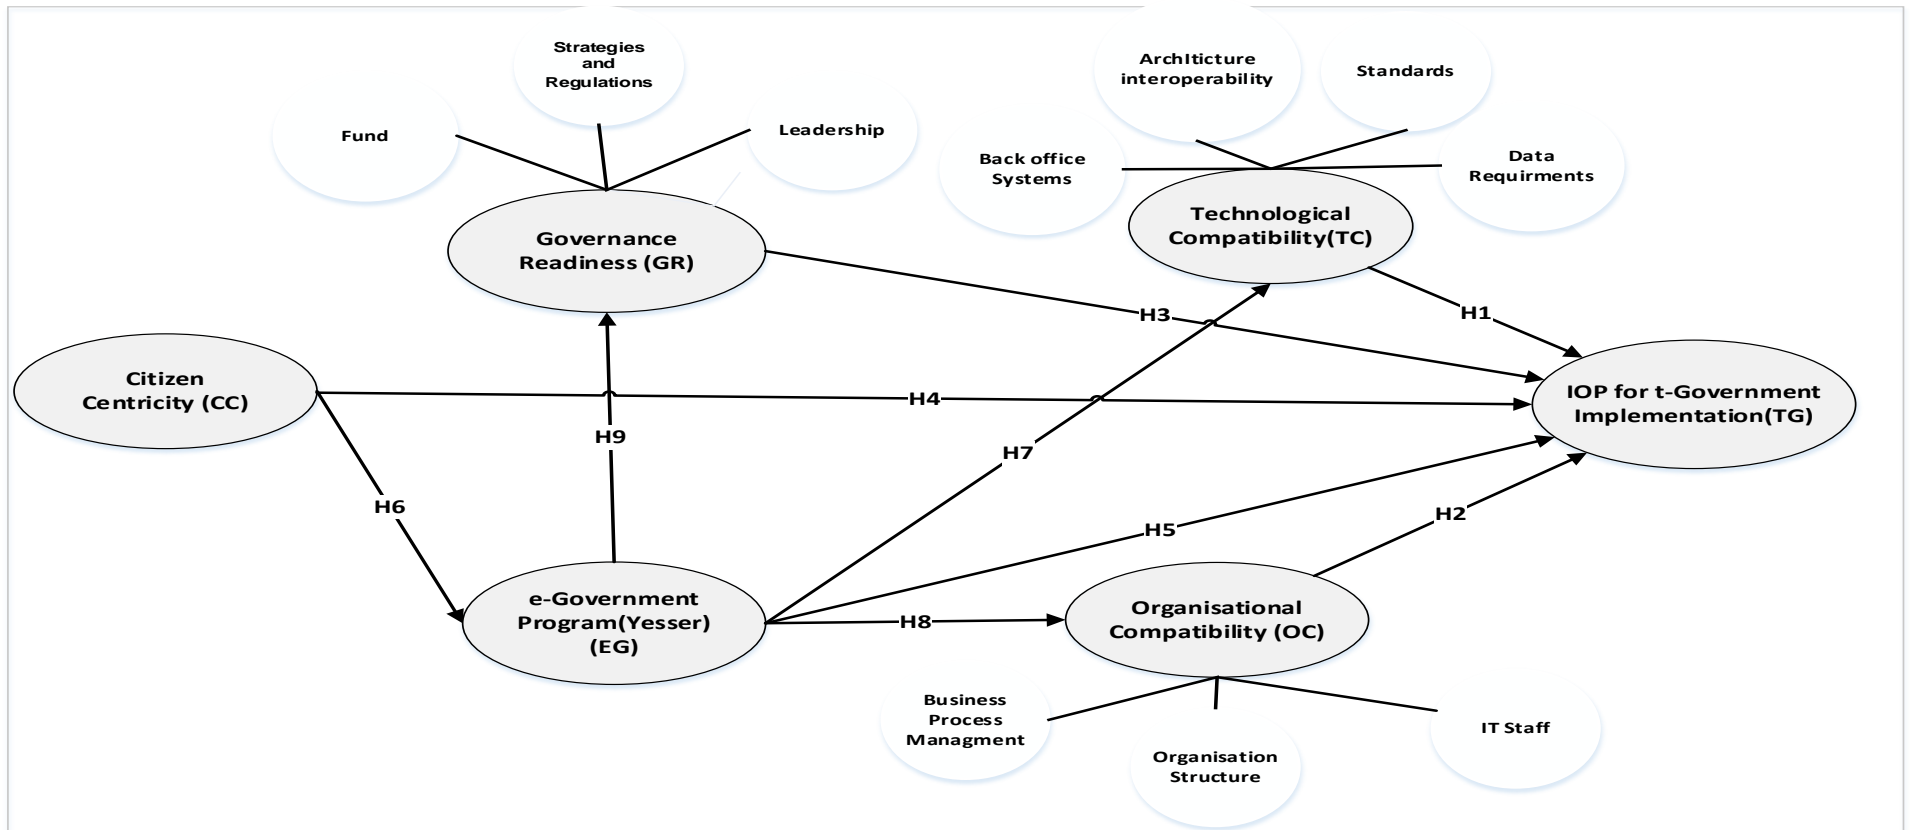 Strategies
and
Regulations
Fund
Leadership
ArchIticture
interoperability
Standards
Back office
Systems
Data
Requirments
Governance
Readiness (GR)
Technological
Compatibility(TC)
H3
H1
Citizen
Centricity (CC)
H4
IOP for t-Government
Implementation(TG)
H9
H7
H6
H5
H2
e-Government
Program(Yesser)
(EG)
H8
Organisational
Compatibility (OC)
Business
Process
Managment
Organisation
Structure
IT Staff